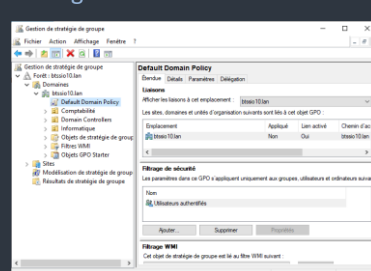 Gestion de stratégie de groupe
Fichier Action Affichage Fenêtre ?
Gestion de stratégie de groupe
Forêt : btssio10.lan
Domaines
btssio10.lan
Default Domain Policy
Comptabilité
Domain Controllers
Informatique
Objets de stratégie de group
Filtres WMI
Objets GPO Starter
Sites
Modélisation de stratégie de group
Résultats de stratégie de groupe
Default Domain Policy
Étendue Détails Paramètres Délégation
Liaisons
Afficher les liaisons à cet emplacement : btssio10.lan
Les sites, domaines et unités d'organisation suivants sont liés à cet objet GPO :
Emplacement Appliqué Lien activé Chemin d'ac
btssio10.lan Non Oui btssio10.lan
Filtrage de sécurité
Les paramètres dans ce GPO s'appliquent uniquement aux groupes, utilisateurs et ordinateurs suivan
Nom
Utilisateurs authentifiés
Ajouter... Supprimer Propriétés
Filtrage WMI
Cet objet de stratégie de groupe est lié au filtre WMI suivant :